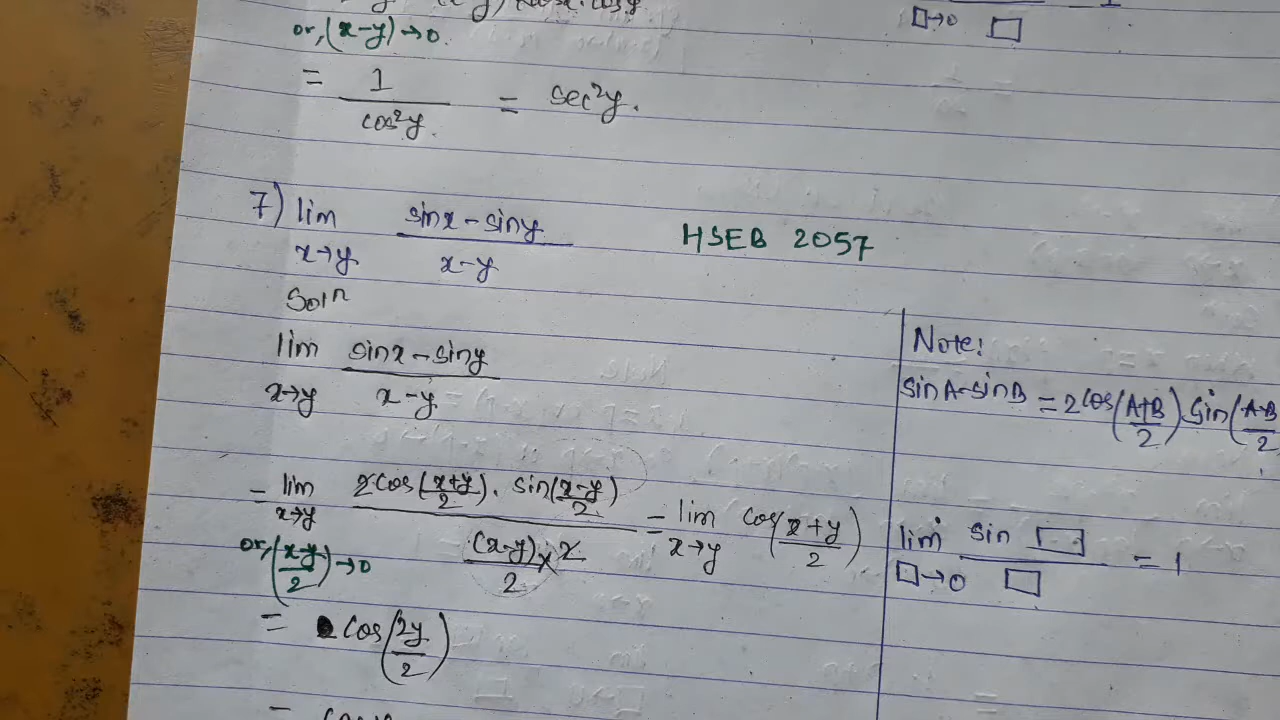 or, (x-y)→0.
□→0 □
= 1/cos²y. = sec²y.
7) lim x→y (sinx-siny)/(x-y) HSEB 2057
Solⁿ
lim x→y (sinx-siny)/(x-y)
= lim x→y (2cos((x+y)/2). sin((x-y)/2))/((x-y)/2 × 2) = lim x→y cos((x+y)/2)
or, ((x-y)/2)→0
= cos(2y/2)
Note:
sinA-sinB = 2cos((A+B)/2) sin((A-B)/2
lim □→0 sin □/□ = 1